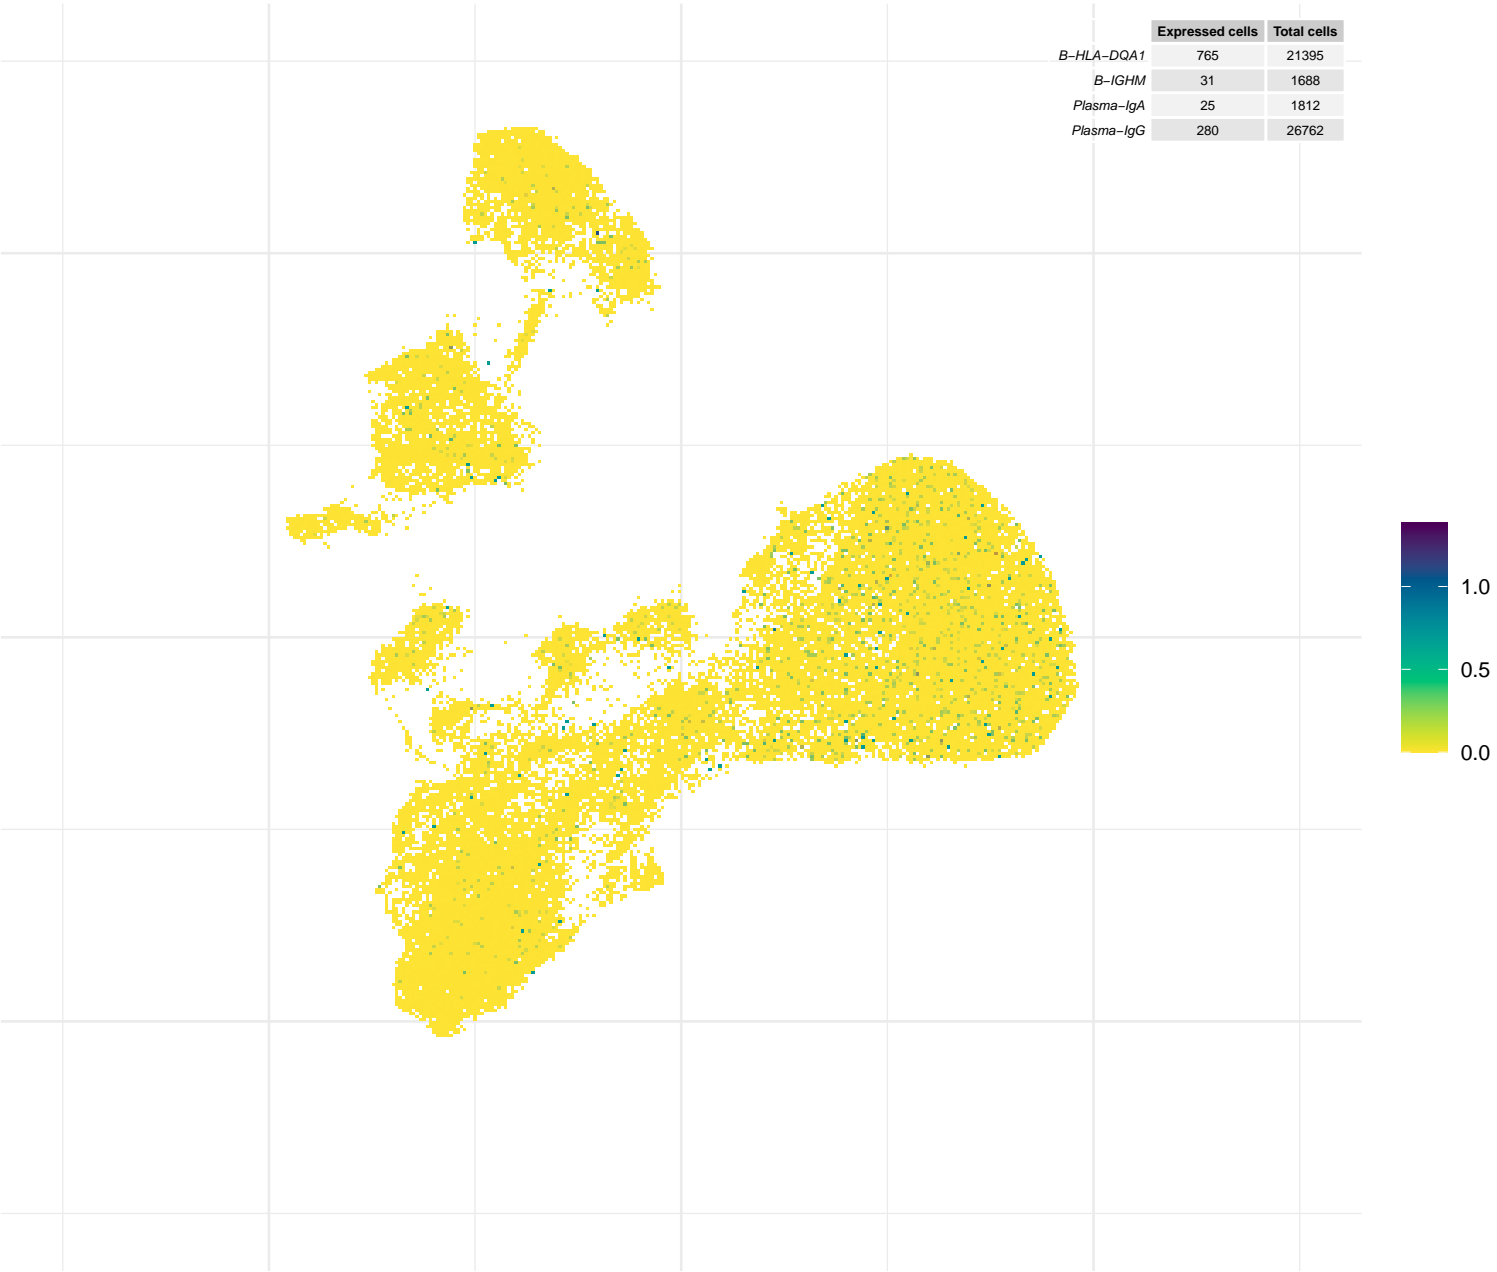 Expressed cells Total cells
B−HLA−DQA1 765 21395
B−IGHM 31 1688
Plasma−IgA 25 1812
Plasma−IgG 280 26762
1.0
0.5
0.0